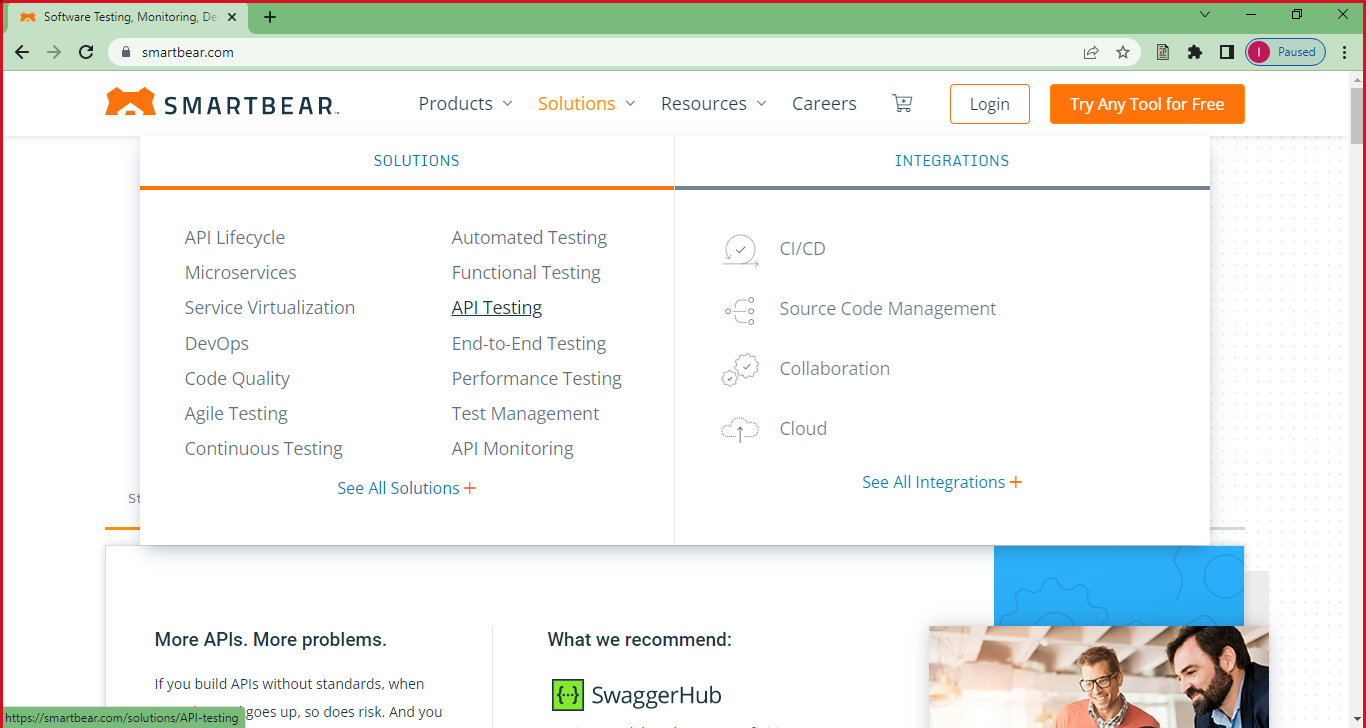 Software Testing, Monitoring, De
smartbear.com
I Paused
SMARTBEAR™
Products Solutions Resources Careers Login Try Any Tool for Free
SOLUTIONS
API Lifecycle
Microservices
Service Virtualization
DevOps
Code Quality
Agile Testing
Continuous Testing
Automated Testing
Functional Testing
API Testing
End-to-End Testing
Performance Testing
Test Management
API Monitoring
See All Solutions +
INTEGRATIONS
CI/CD
Source Code Management
Collaboration
Cloud
See All Integrations +
St
More APIs. More problems.
If you build APIs without standards, when
goes up, so does risk. And you
What we recommend:
{···} SwaggerHub
https://smartbear.com/solutions/API-testing